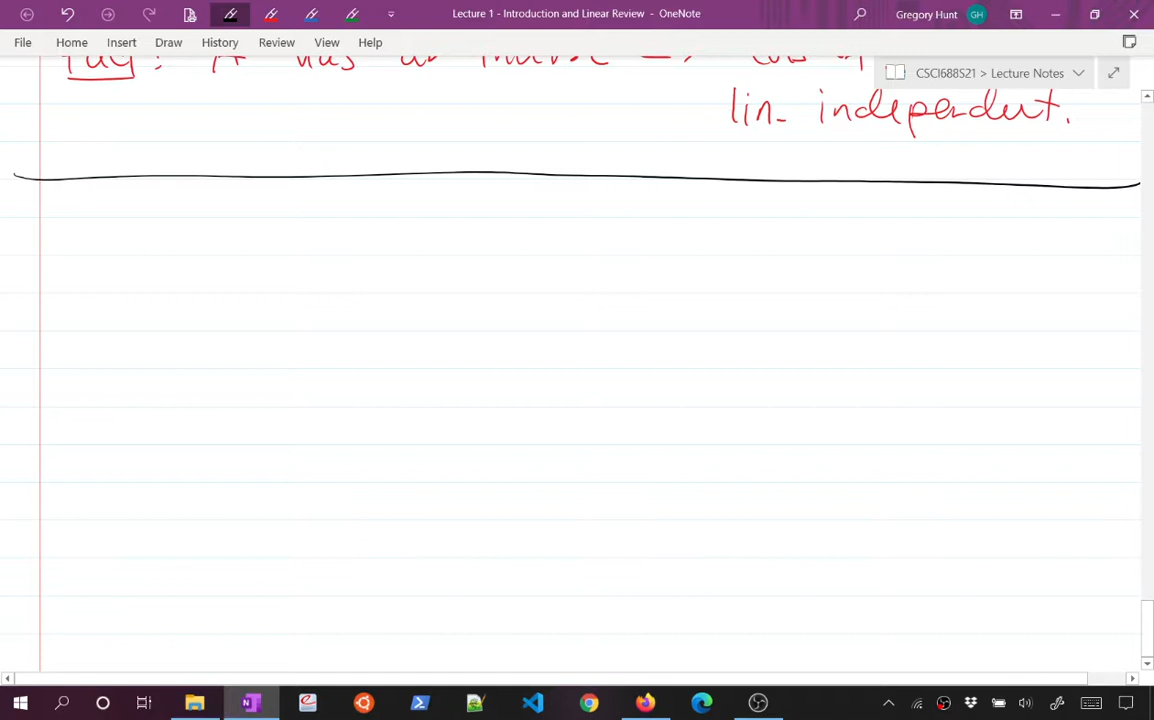 Lecture 1 - Introduction and Linear Review - OneNote
Gregory Hunt GH
File Home Insert Draw History Review View Help
CSCI688S21 > Lecture Notes
lin. independent.